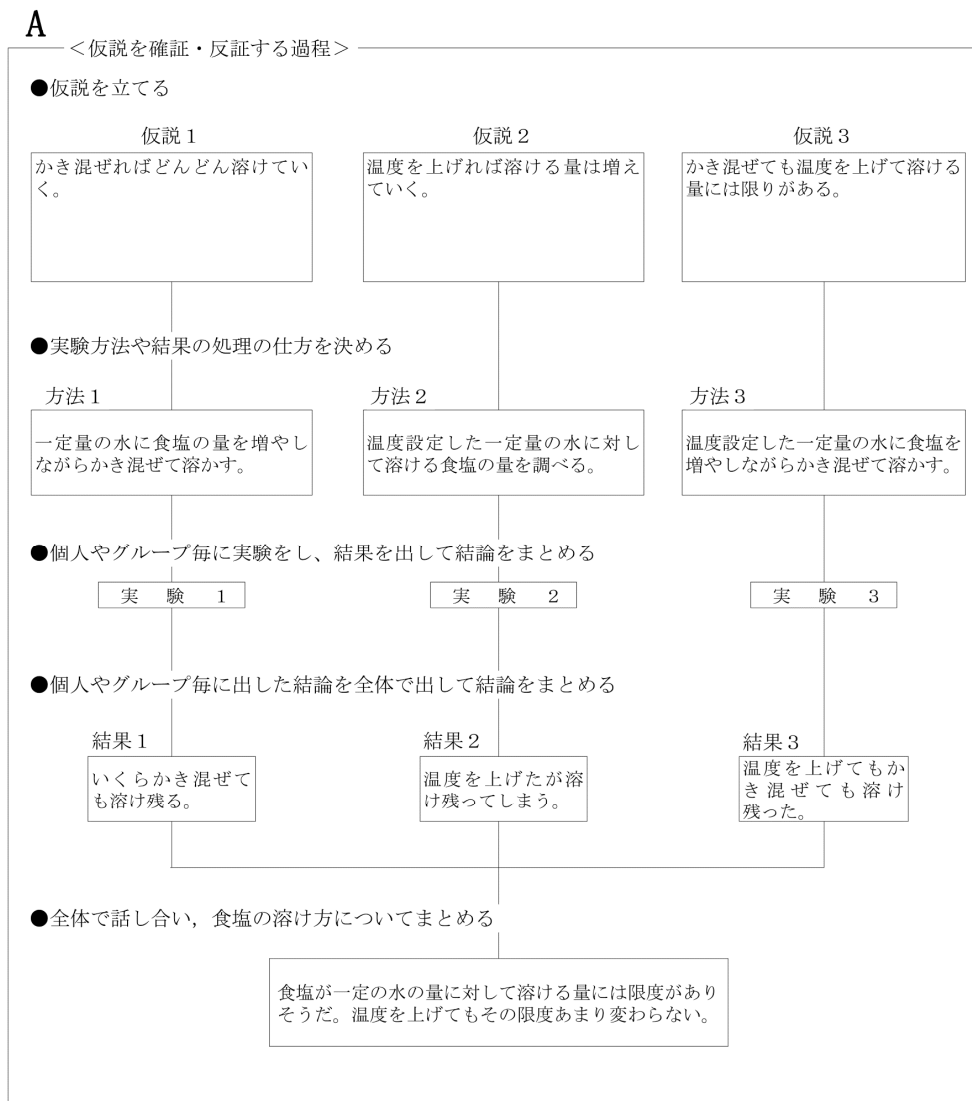 A
＜仮説を確証・反証する過程＞
●仮説を立てる
仮説１
かき混ぜればどんどん溶けてい
く。
仮説２
温度を上げれば溶ける量は増え
ていく。
仮説３
かき混ぜても温度を上げて溶ける
量には限りがある。
●実験方法や結果の処理の仕方を決める
方法１
一定量の水に食塩の量を増やし
ながらかき混ぜて溶かす。
方法２
温度設定した一定量の水に対し
て溶ける食塩の量を調べる。
方法３
温度設定した一定量の水に食塩を
増やしながらかき混ぜて溶かす。
●個人やグループ毎に実験をし、結果を出して結論をまとめる
実　験　１
実　験　２
実　験　３
●個人やグループ毎に出した結論を全体で出して結論をまとめる
結果１
いくらかき混ぜて
も溶け残る。
結果２
温度を上げたが溶
け残ってしまう。
結果３
温度を上げてもか
き混ぜても溶け
残った。
●全体で話し合い，食塩の溶け方についてまとめる
食塩が一定の水の量に対して溶ける量には限度があり
そうだ。温度を上げてもその限度あまり変わらない。